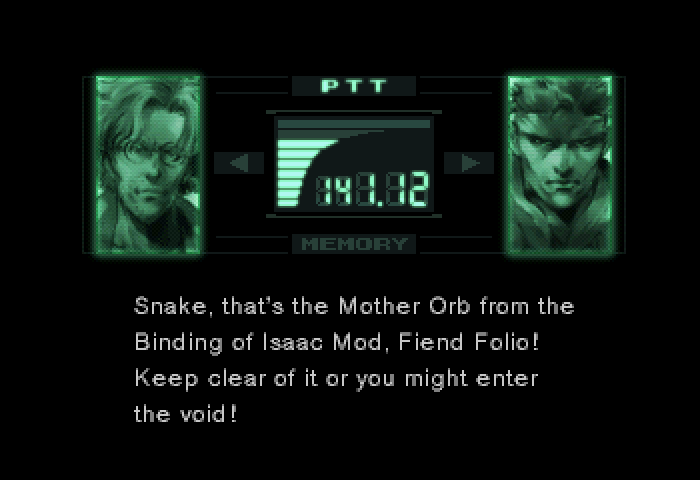 PTT
141.12
MEMORY
Snake, that's the Mother Orb from the
Binding of Isaac Mod, Fiend Folio!
Keep clear of it or you might enter
the void!